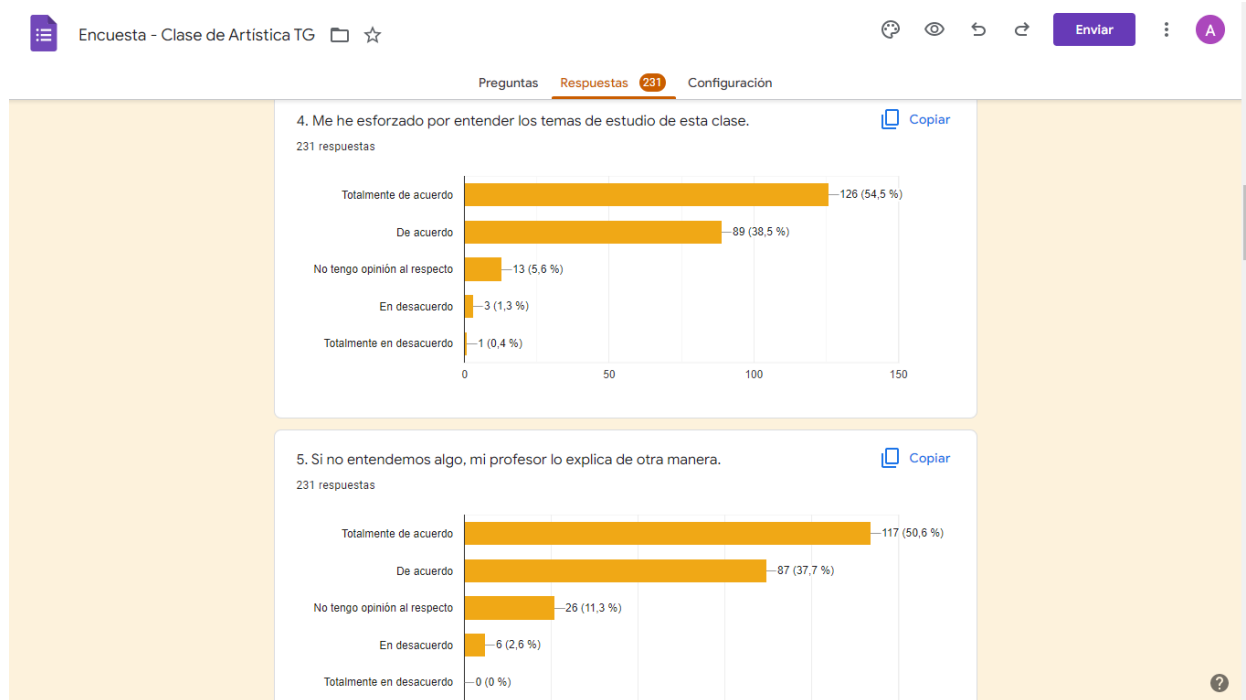 Encuesta - Clase de Artística TG
Enviar
A
Preguntas Respuestas 231 Configuración
4. Me he esforzado por entender los temas de estudio de esta clase.
Copiar
231 respuestas
Totalmente de acuerdo 126 (54,5 %)
De acuerdo 89 (38,5 %)
No tengo opinión al respecto 13 (5,6 %)
En desacuerdo 3 (1,3 %)
Totalmente en desacuerdo 1 (0,4 %)
0 50 100 150
5. Si no entendemos algo, mi profesor lo explica de otra manera.
Copiar
231 respuestas
Totalmente de acuerdo 117 (50,6 %)
De acuerdo 87 (37,7 %)
No tengo opinión al respecto 26 (11,3 %)
En desacuerdo 6 (2,6 %)
Totalmente en desacuerdo 0 (0 %)